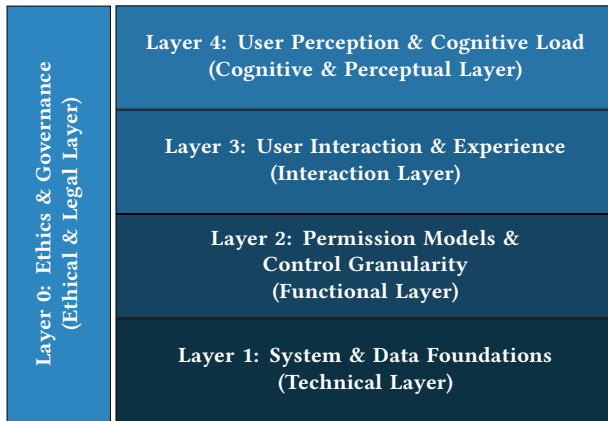 Layer 0: Ethics & Governance
(Ethical & Legal Layer)
Layer 4: User Perception & Cognitive Load
(Cognitive & Perceptual Layer)
Layer 3: User Interaction & Experience
(Interaction Layer)
Layer 2: Permission Models &
Control Granularity
(Functional Layer)
Layer 1: System & Data Foundations
(Technical Layer)